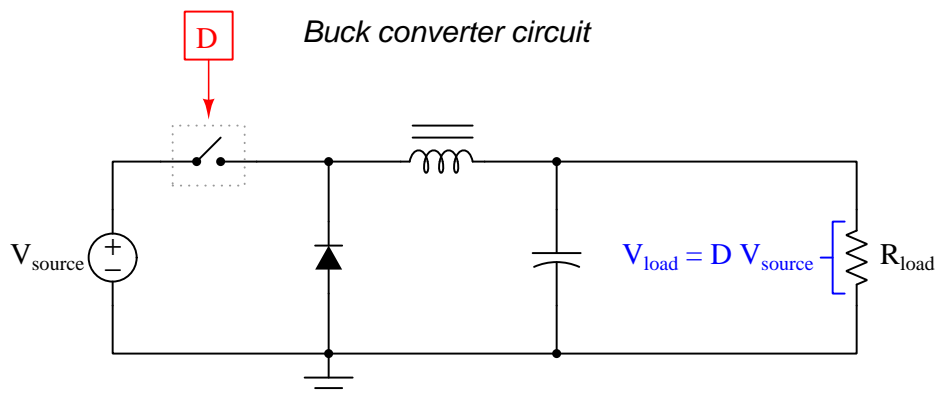 D
Buck converter circuit
V_source
+
−
V_load = D V_source
R_load